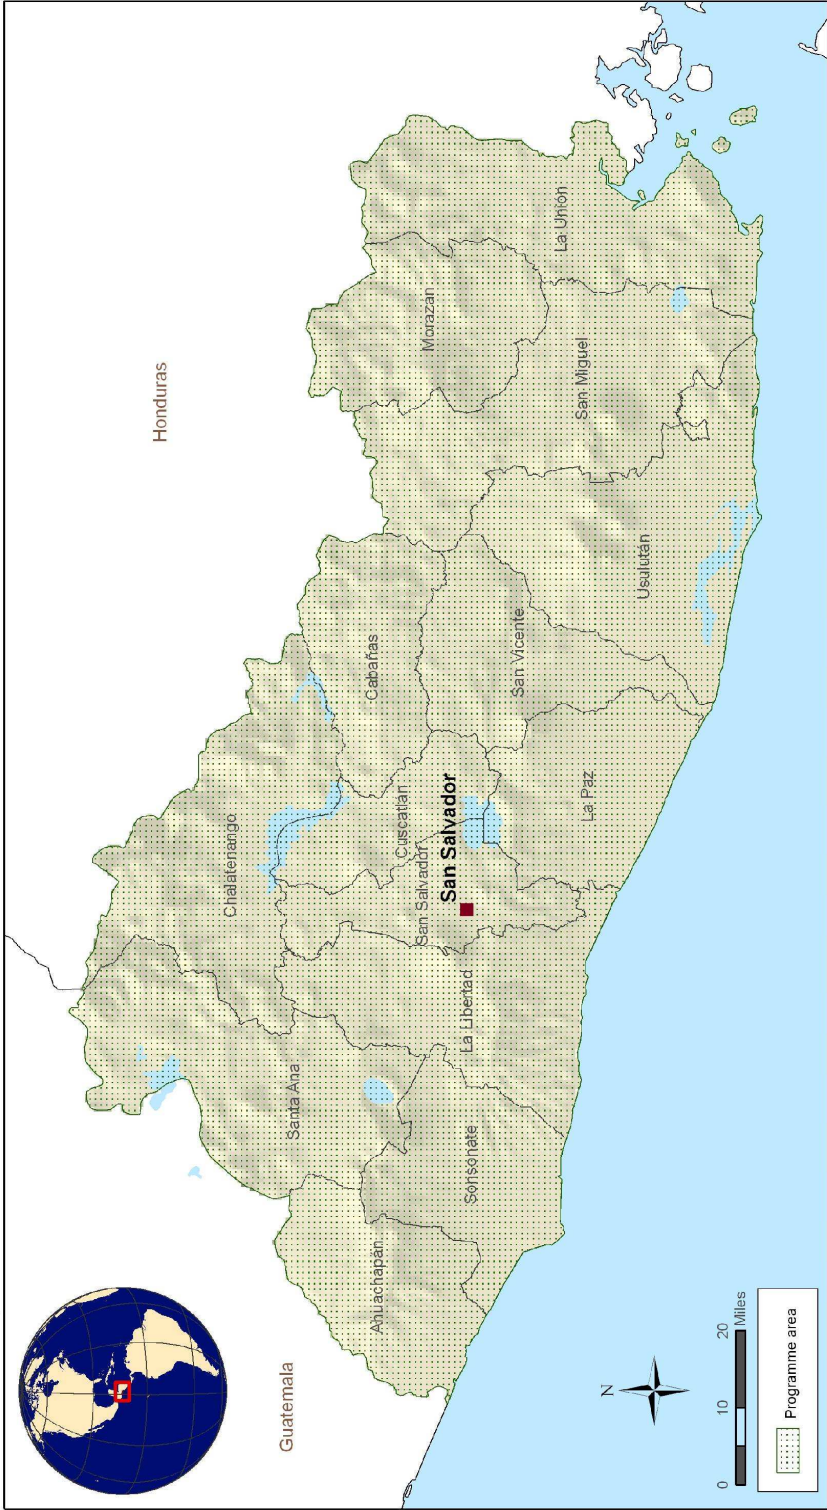 Honduras
Guatemala
Chalatenango
Santa Ana
Cabañas
Ahuachapán
Cuscatlán
San Salvador
Morazán
San Salvador
La Libertad
Sonsonate
San Vicente
La Unión
San Miguel
La Paz
Usulután
N
0 10 20
Miles
Programme area